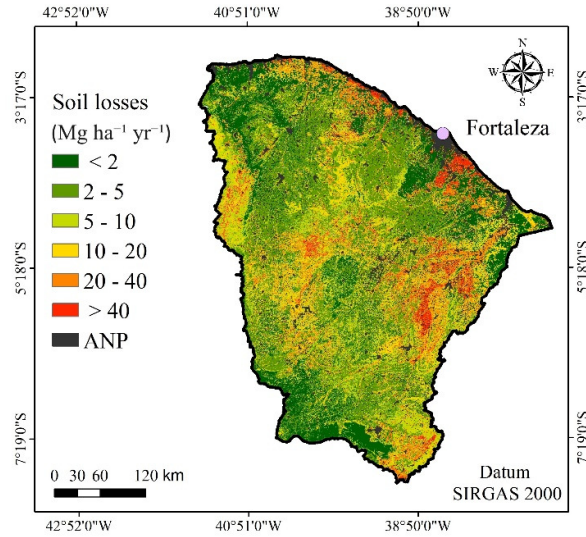 42°52'0"W 40°51'0"W 38°50'0"W
N
W E
S
3°17'0"S 3°17'0"S
Soil losses
(Mg ha⁻¹ yr⁻¹)
Fortaleza
< 2
2 - 5
5 - 10
10 - 20
20 - 40
> 40
ANP
5°18'0"S 5°18'0"S
7°19'0"S 7°19'0"S
0 30 60 120 km
Datum
SIRGAS 2000
42°52'0"W 40°51'0"W 38°50'0"W